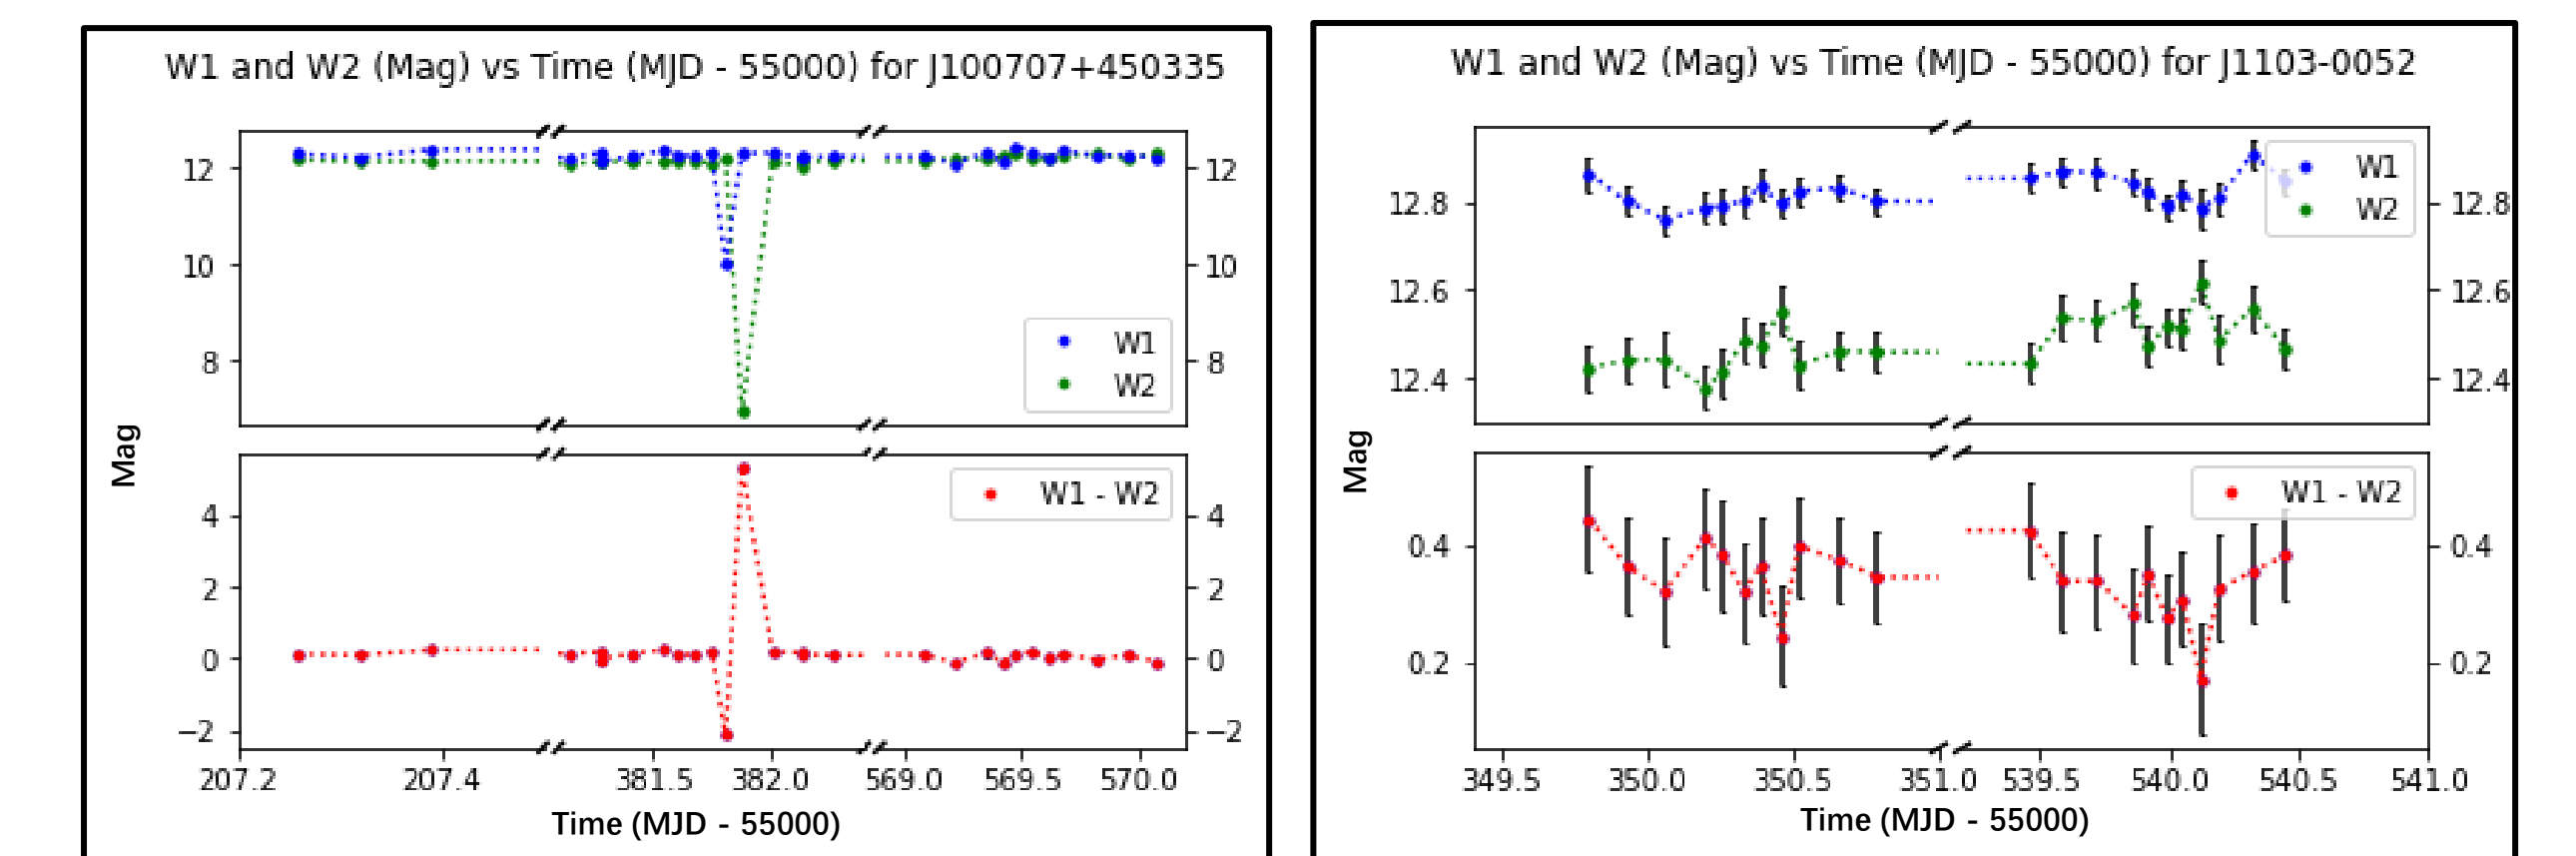 W1 and W2 (Mag) vs Time (MJD - 55000) for J100707+450335
12 12
10 10
8 8
W1
W2
Mag
W1 - W2
4 4
2 2
0 0
−2 −2
207.2 207.4 381.5 382.0 569.0 569.5 570.0
Time (MJD - 55000)
W1 and W2 (Mag) vs Time (MJD - 55000) for J1103-0052
W1
W2
12.8 12.8
12.6 12.6
12.4 12.4
Mag
W1 - W2
0.4 0.4
0.2 0.2
349.5 350.0 350.5 351.0 539.5 540.0 540.5 541.0
Time (MJD - 55000)